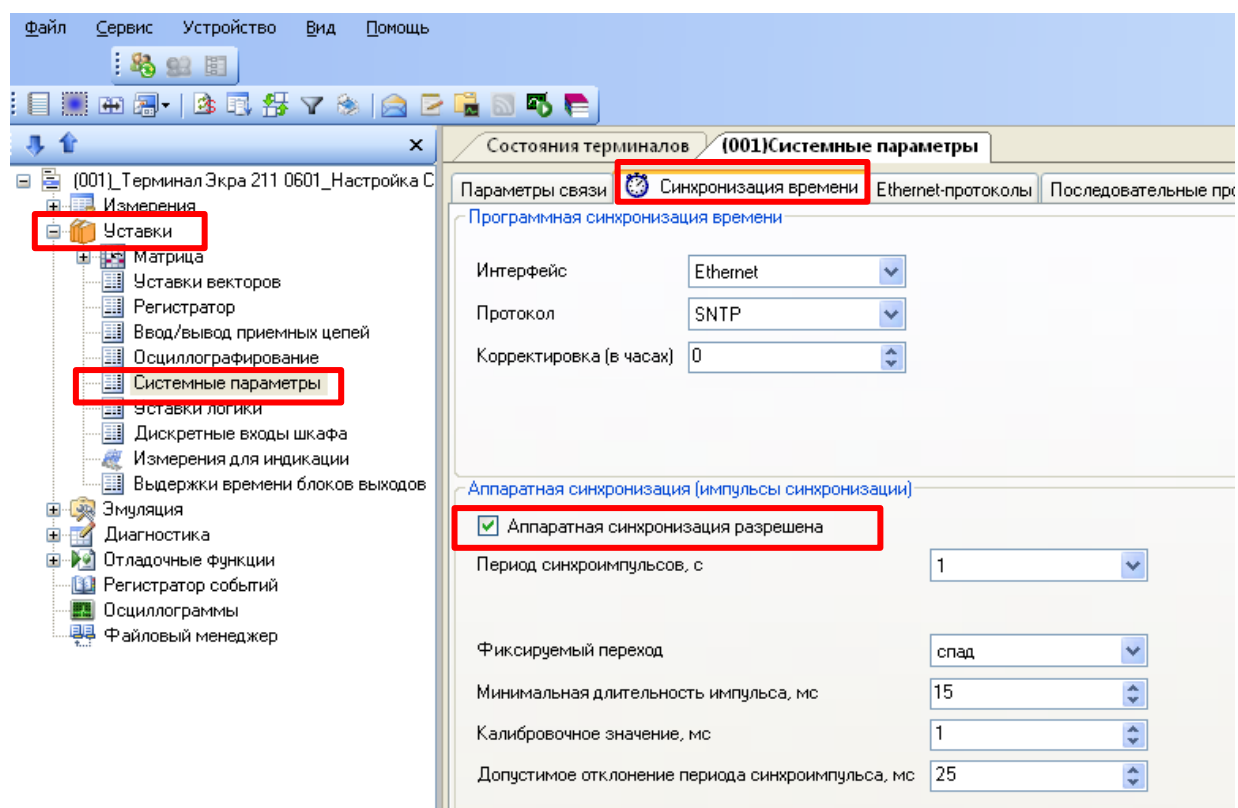 Файл Сервис Устройство Вид Помощь
Состояния терминалов (001)Системные параметры
(001)_Терминал Экра 211 0601_Настройка С
Измерения
Уставки
Матрица
Уставки векторов
Регистратор
Ввод/вывод приемных цепей
Осциллографирование
Системные параметры
Уставки логики
Дискретные входы шкафа
Измерения для индикации
Выдержки времени блоков выходов
Эмуляция
Диагностика
Отладочные функции
Регистратор событий
Осциллограммы
Файловый менеджер
Параметры связи Синхронизация времени Ethernet-протоколы Последовательные про
Программная синхронизация времени
Интерфейс Ethernet
Протокол SNTP
Корректировка (в часах) 0
Аппаратная синхронизация (импульсы синхронизации)
Аппаратная синхронизация разрешена
Период синхроимпульсов, с 1
Фиксируемый переход спад
Минимальная длительность импульса, мс 15
Калибровочное значение, мс 1
Допустимое отклонение периода синхроимпульса, мс 25